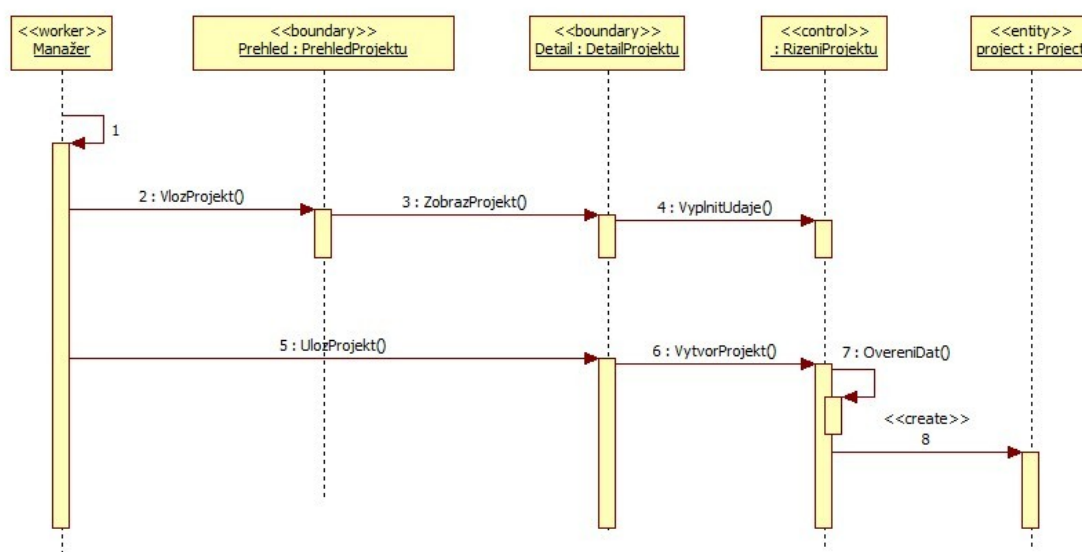 <<worker>>
Manažer
<<boundary>>
Prehled : PrehledProjektu
<<boundary>>
Detail : DetailProjektu
<<control>>
: RizeniProjektu
<<entity>>
project : Project
1
2 : VlozProjekt()
3 : ZobrazProjekt()
4 : VyplnitUdaje()
5 : UlozProjekt()
6 : VytvorProjekt()
7 : OvereniDat()
<<create>>
8